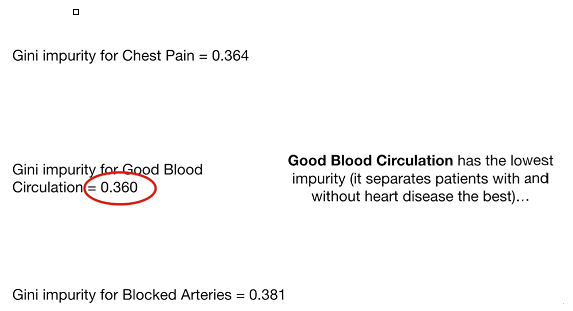 Gini impurity for Chest Pain = 0.364
Gini impurity for Good Blood
Circulation = 0.360
Good Blood Circulation has the lowest
impurity (it separates patients with and
without heart disease the best)…
Gini impurity for Blocked Arteries = 0.381